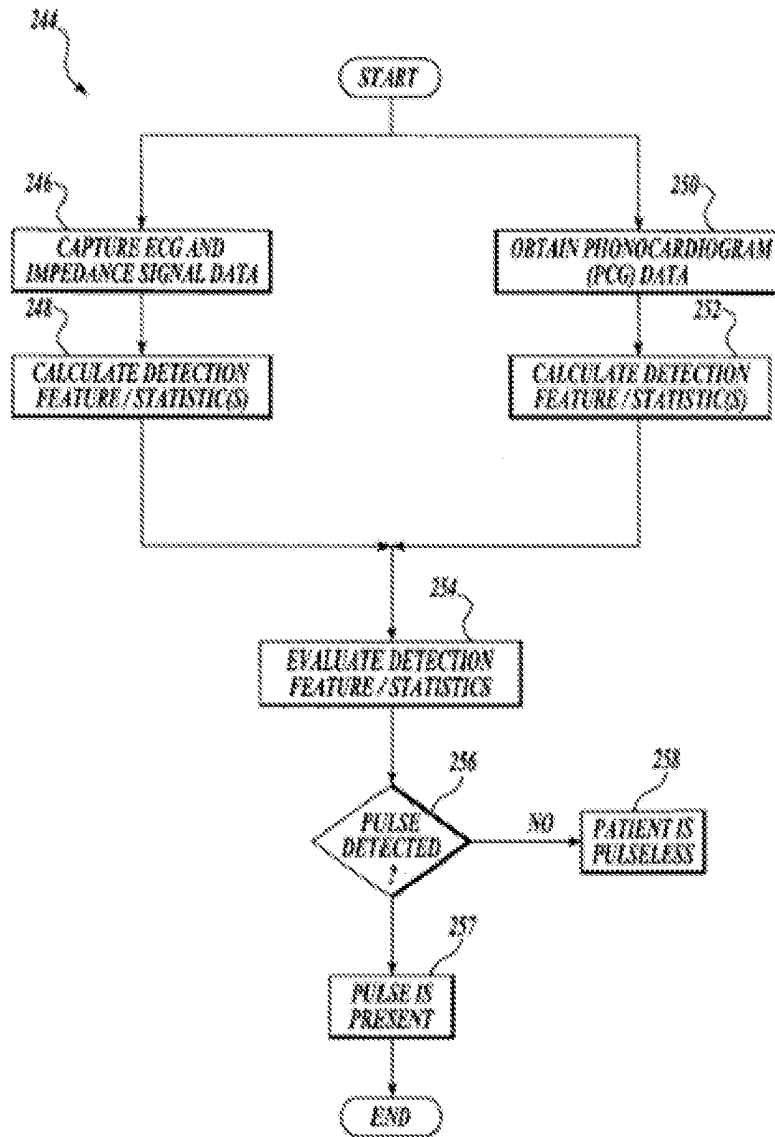 244
START
246
CAPTURE ECG AND
IMPEDANCE SIGNAL DATA
250
OBTAIN PHONOCARDIOGRAM
(PCG) DATA
248
CALCULATE DETECTION
FEATURE / STATISTIC(S)
252
CALCULATE DETECTION
FEATURE / STATISTIC(S)
254
EVALUATE DETECTION
FEATURE / STATISTICS
256
PULSE
DETECTED
?
NO
258
PATIENT IS
PULSELESS
257
PULSE IS
PRESENT
END